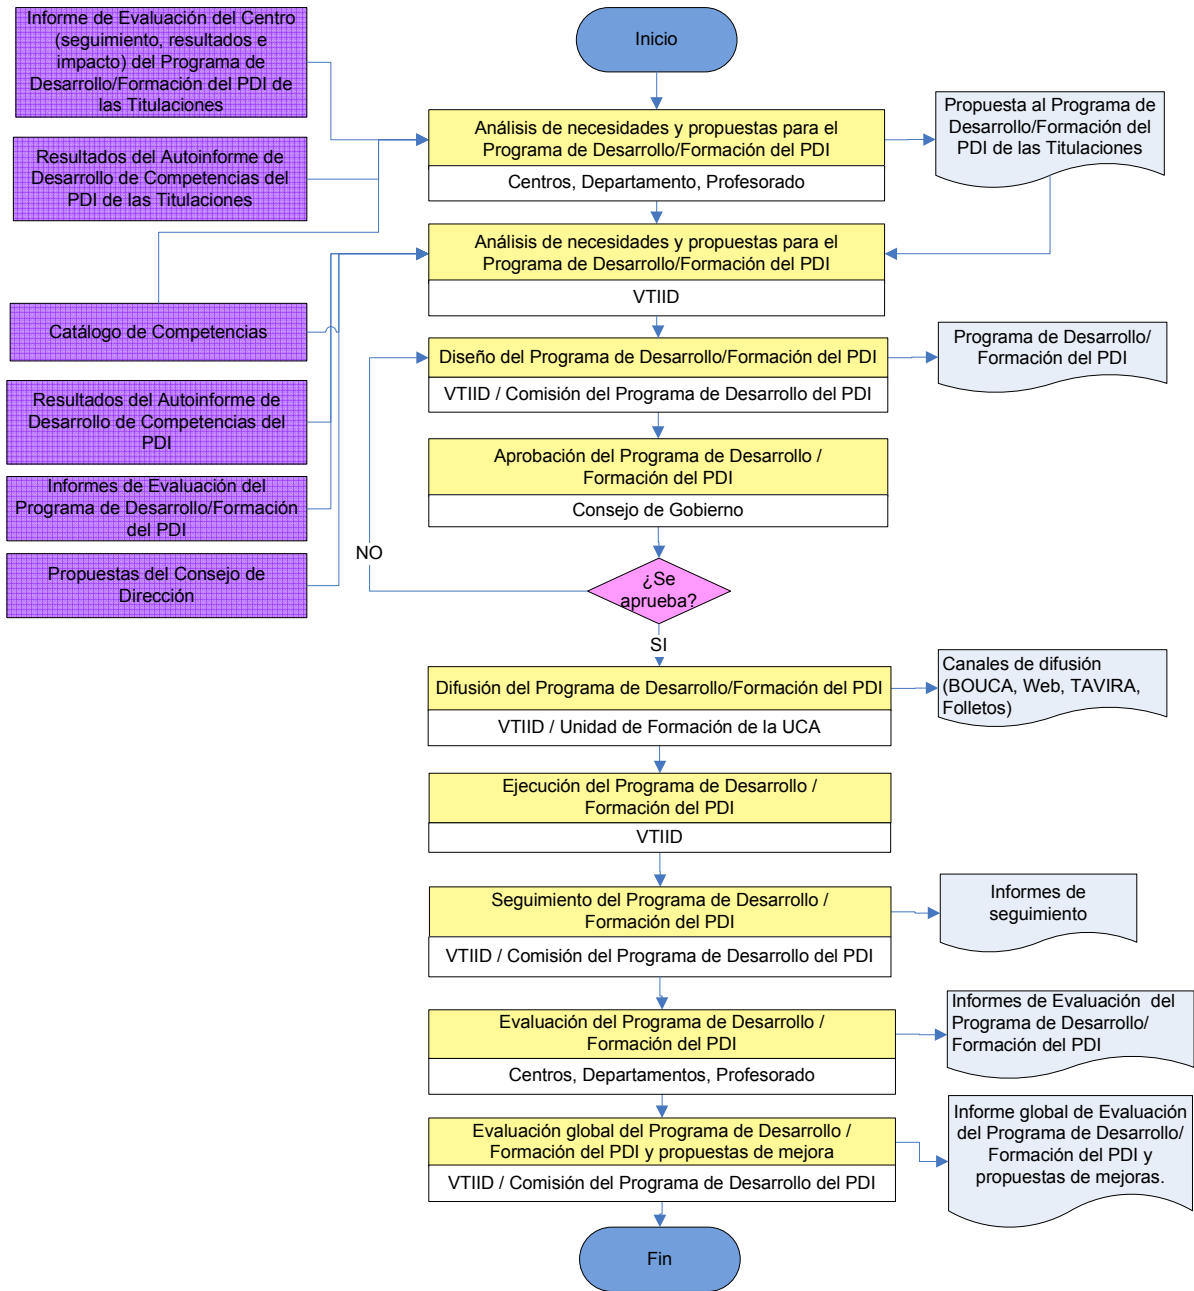 Informe de Evaluación del Centro
(seguimiento, resultados e
impacto) del Programa de
Desarrollo/Formación del PDI de
las Titulaciones
Resultados del Autoinforme de
Desarrollo de Competencias del
PDI de las Titulaciones
Catálogo de Competencias
Resultados del Autoinforme de
Desarrollo de Competencias del
PDI
Informes de Evaluación del
Programa de Desarrollo/Formación
del PDI
Propuestas del Consejo de
Dirección
Inicio
Análisis de necesidades y propuestas para el
Programa de Desarrollo/Formación del PDI
Centros, Departamento, Profesorado
Propuesta al Programa de
Desarrollo/Formación del
PDI de las Titulaciones
Análisis de necesidades y propuestas para el
Programa de Desarrollo/Formación del PDI
VTIID
Diseño del Programa de Desarrollo/Formación del PDI
VTIID / Comisión del Programa de Desarrollo del PDI
Programa de Desarrollo/
Formación del PDI
Aprobación del Programa de Desarrollo /
Formación del PDI
Consejo de Gobierno
NO
¿Se
aprueba?
SI
Difusión del Programa de Desarrollo/Formación del PDI
VTIID / Unidad de Formación de la UCA
Canales de difusión
(BOUCA, Web, TAVIRA,
Folletos)
Ejecución del Programa de Desarrollo /
Formación del PDI
VTIID
Seguimiento del Programa de Desarrollo /
Formación del PDI
VTIID / Comisión del Programa de Desarrollo del PDI
Informes de
seguimiento
Evaluación del Programa de Desarrollo /
Formación del PDI
Centros, Departamentos, Profesorado
Informes de Evaluación del
Programa de Desarrollo/
Formación del PDI
Evaluación global del Programa de Desarrollo /
Formación del PDI y propuestas de mejora
VTIID / Comisión del Programa de Desarrollo del PDI
Informe global de Evaluación
del Programa de Desarrollo/
Formación del PDI y
propuestas de mejoras.
Fin